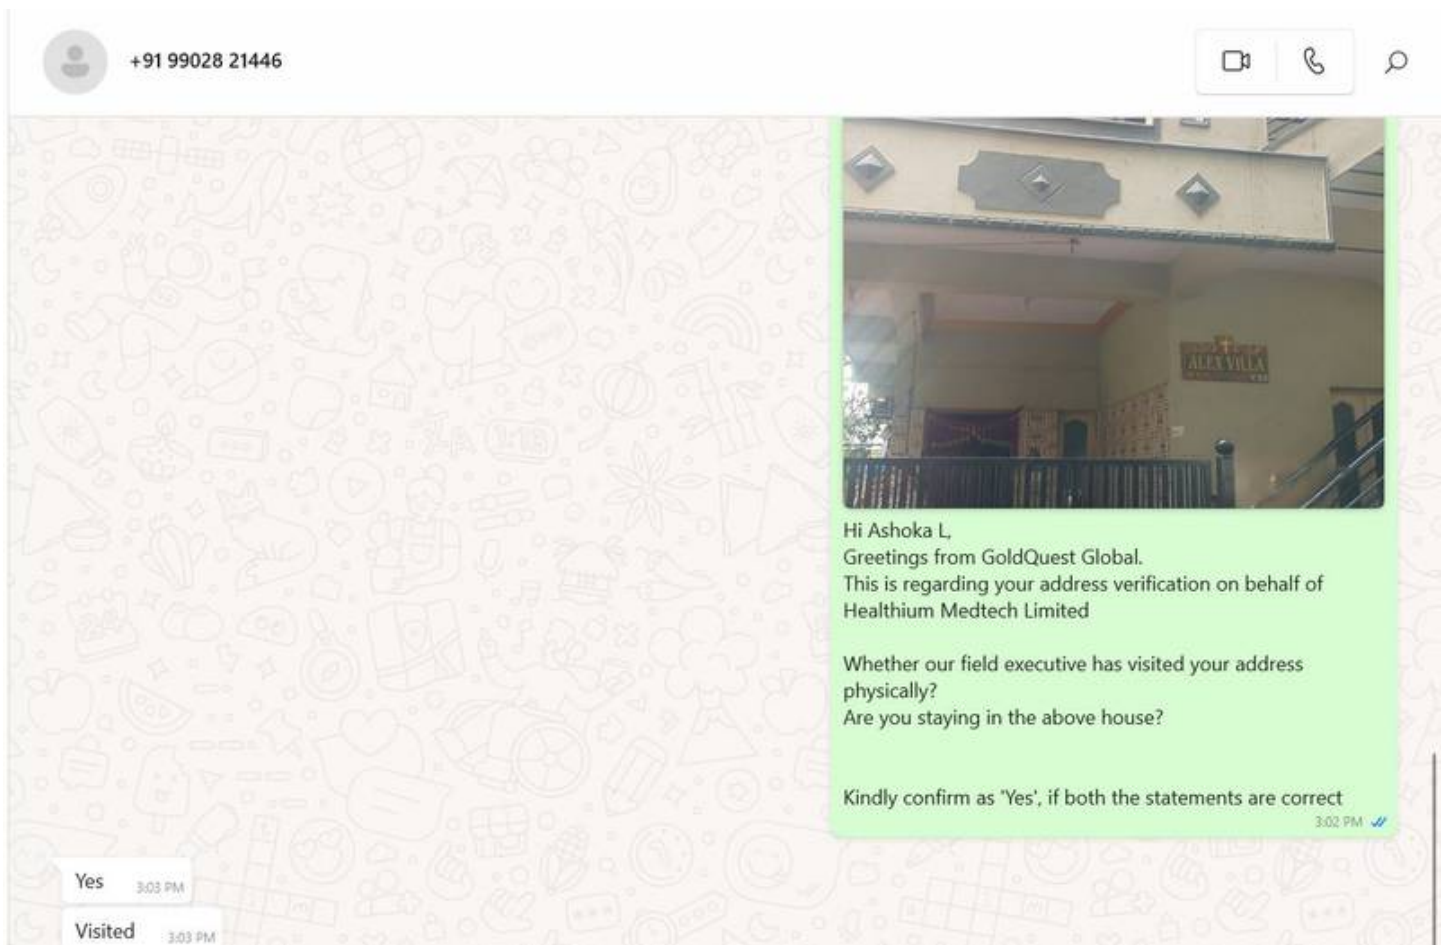 +91 99028 21446
ALEX VILLA
Hi Ashoka L,
Greetings from GoldQuest Global.
This is regarding your address verification on behalf of
Healthium Medtech Limited
Whether our field executive has visited your address
physically?
Are you staying in the above house?
Kindly confirm as 'Yes', if both the statements are correct
3:02 PM
Yes 3:03 PM
Visited 3:03 PM